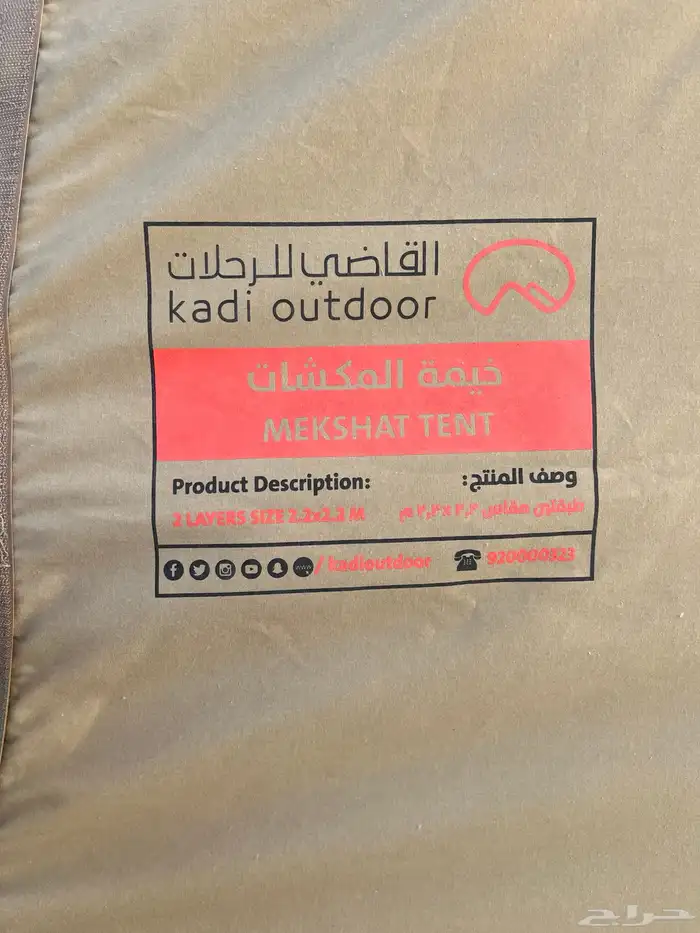 القاضي للرحلات
kadi outdoor
خيمة المكشات
MEKSHAT TENT
Product Description:
وصف المنتج:
2 LAYERS SIZE 2.2x2.2 M
طبقتين مقاس ٢,٢ x ٢,٢ م
www / kadioutdoor
920000523
حراج